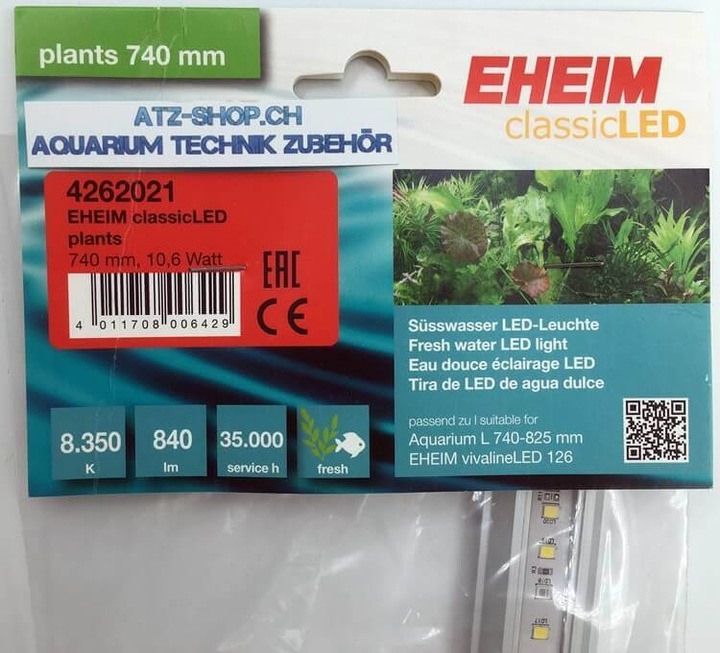 plants 740 mm
EHEIM
classicLED
ATZ-SHOP.CH
AQUARIUM TECHNIK ZUBEHÖR
4262021
EHEIM classicLED
plants
740 mm, 10,6 Watt
EAC
CE
4 011708 006429
Süsswasser LED-Leuchte
Fresh water LED light
Eau douce éclairage LED
Tira de LED de agua dulce
passend zu I suitable for
Aquarium L 740-825 mm
EHEIM vivalineLED 126
8.350
K
840
lm
35.000
service h
fresh
LD20
LD18
LD17